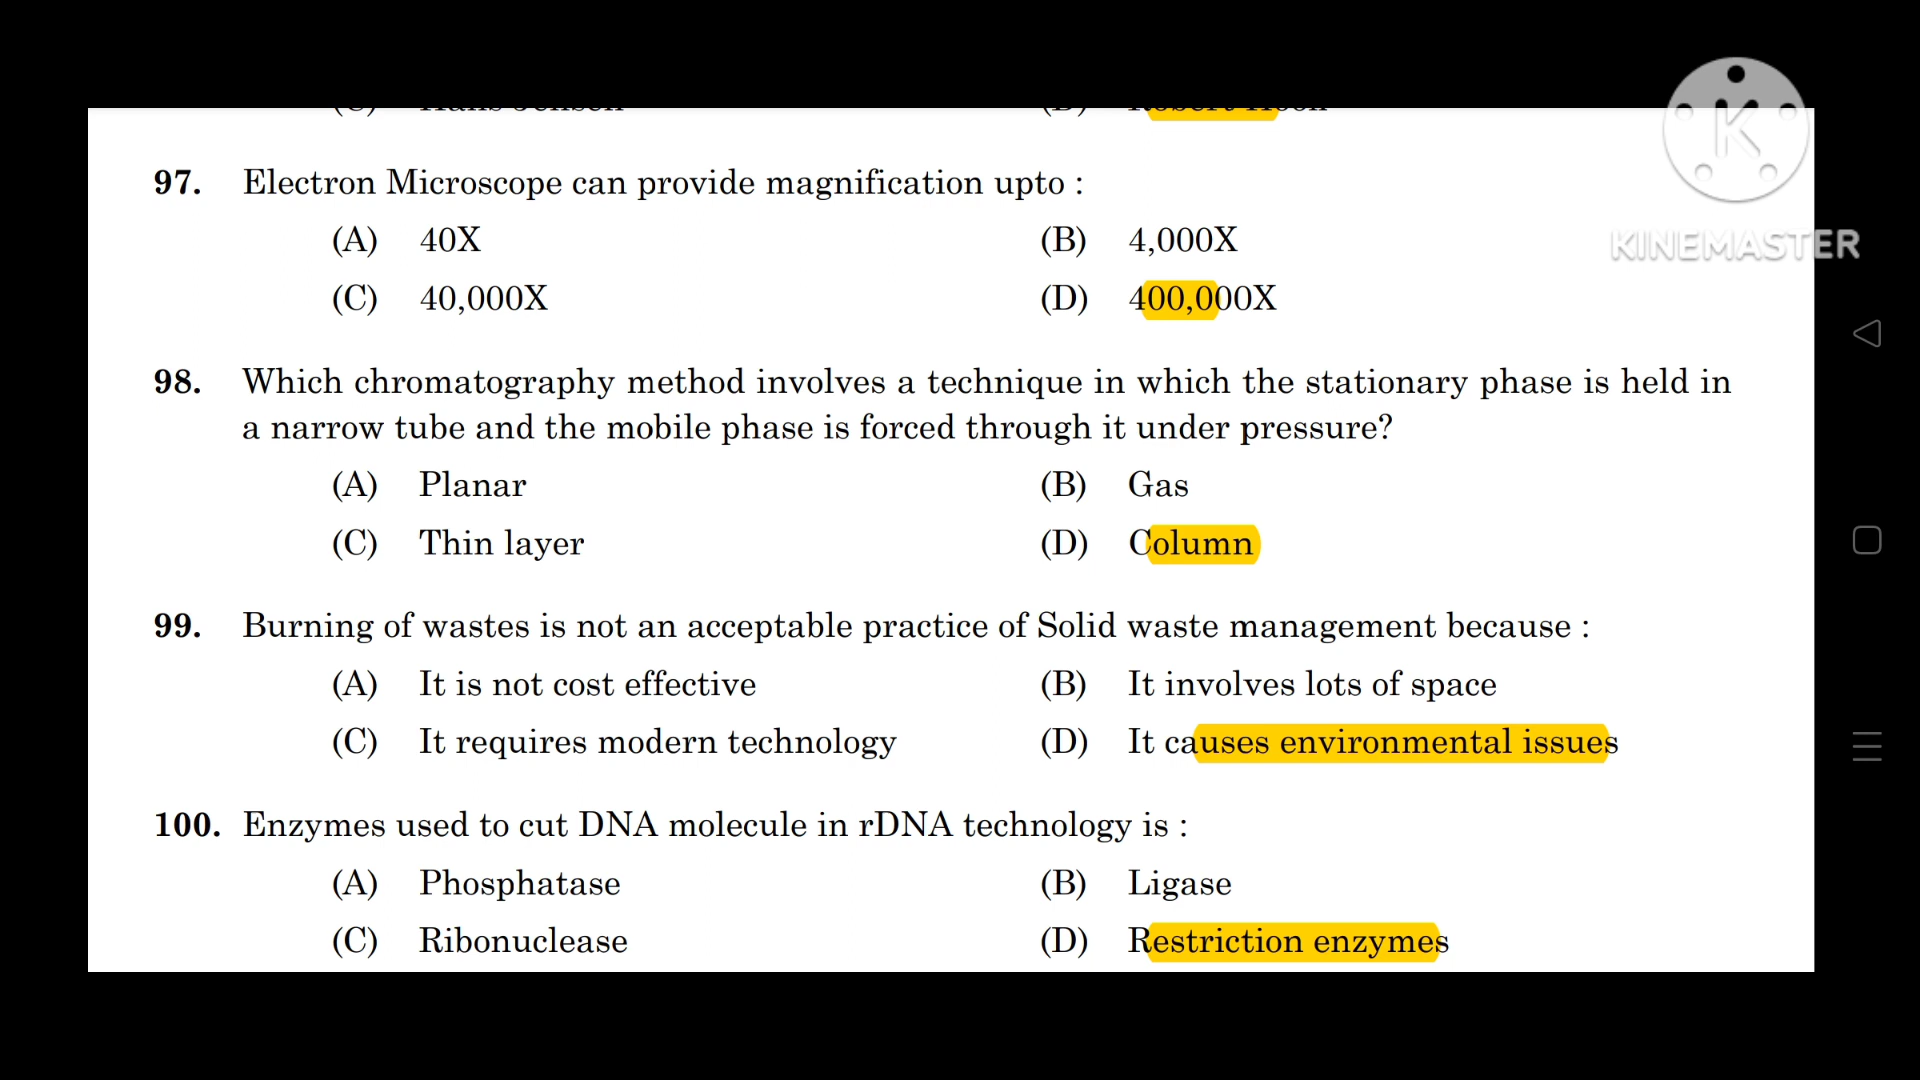 97. Electron Microscope can provide magnification upto :
(A) 40X (B) 4,000X
(C) 40,000X (D) 400,000X
98. Which chromatography method involves a technique in which the stationary phase is held in
a narrow tube and the mobile phase is forced through it under pressure?
(A) Planar (B) Gas
(C) Thin layer (D) Column
99. Burning of wastes is not an acceptable practice of Solid waste management because :
(A) It is not cost effective (B) It involves lots of space
(C) It requires modern technology (D) It causes environmental issues
100. Enzymes used to cut DNA molecule in rDNA technology is :
(A) Phosphatase (B) Ligase
(C) Ribonuclease (D) Restriction enzymes
K
KINEMASTER